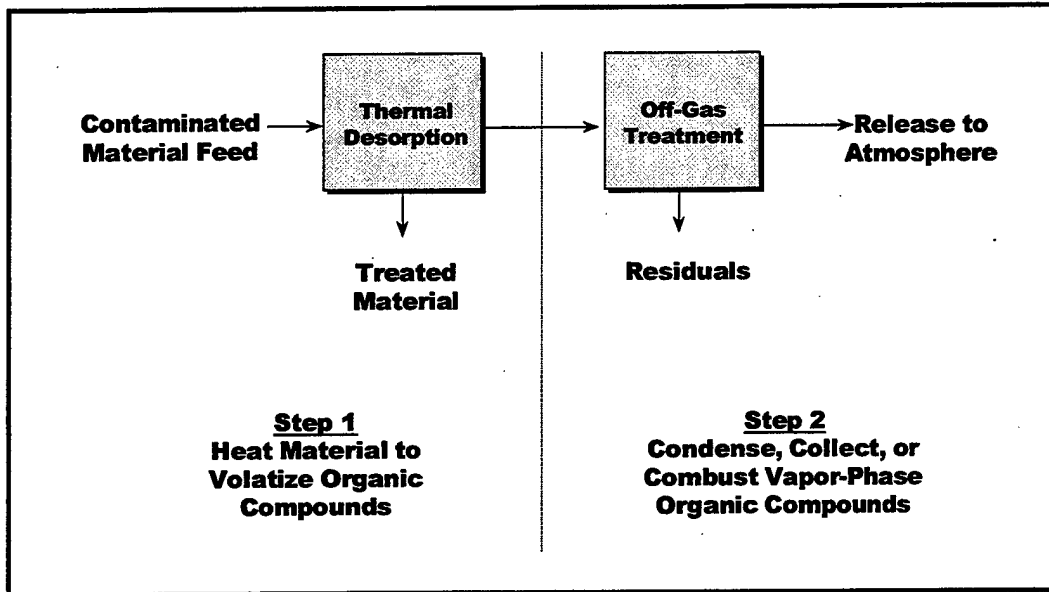 Contaminated
Material Feed
Thermal
Desorption
Off-Gas
Treatment
Release to
Atmosphere
Treated
Material
Residuals
Step 1
Heat Material to
Volatize Organic
Compounds
Step 2
Condense, Collect, or
Combust Vapor-Phase
Organic Compounds